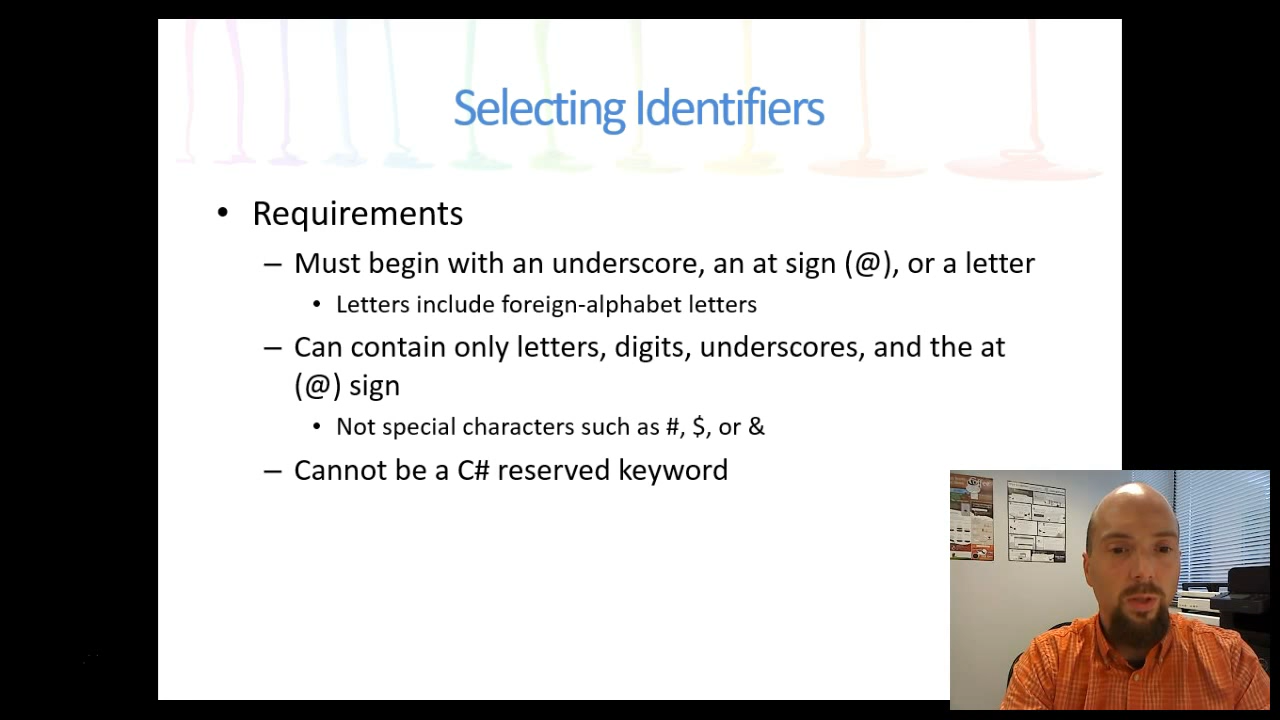 Selecting Identifiers
• Requirements
– Must begin with an underscore, an at sign (@), or a letter
• Letters include foreign-alphabet letters
– Can contain only letters, digits, underscores, and the at
(@) sign
• Not special characters such as #, $, or &
– Cannot be a C# reserved keyword